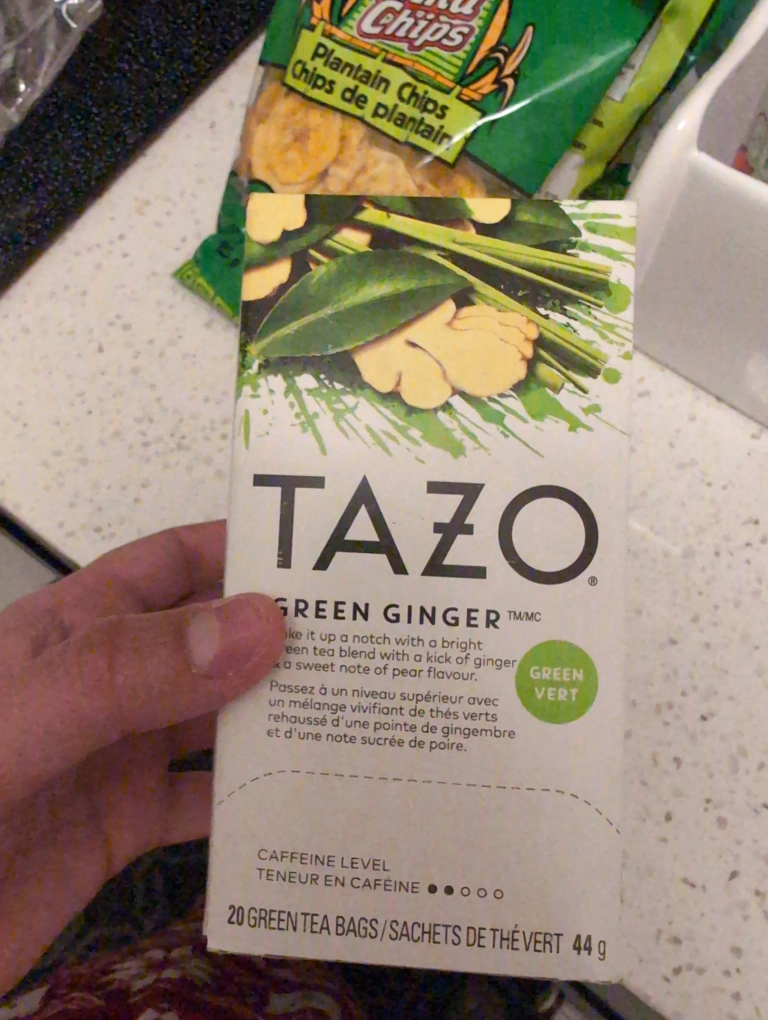 Chips
Plantain Chips
Chips de plantain
TAZO®
GREEN GINGER TM/MC
it up a notch with a bright
tea blend with a kick of ginger
a sweet note of pear flavour.
GREEN
VERT
Passez à un niveau supérieur avec
un mélange vivifiant de thés verts
rehaussé d'une pointe de gingembre
et d'une note sucrée de poire.
CAFFEINE LEVEL
TENEUR EN CAFÉINE
20 GREEN TEA BAGS/SACHETS DE THÉ VERT 44 g